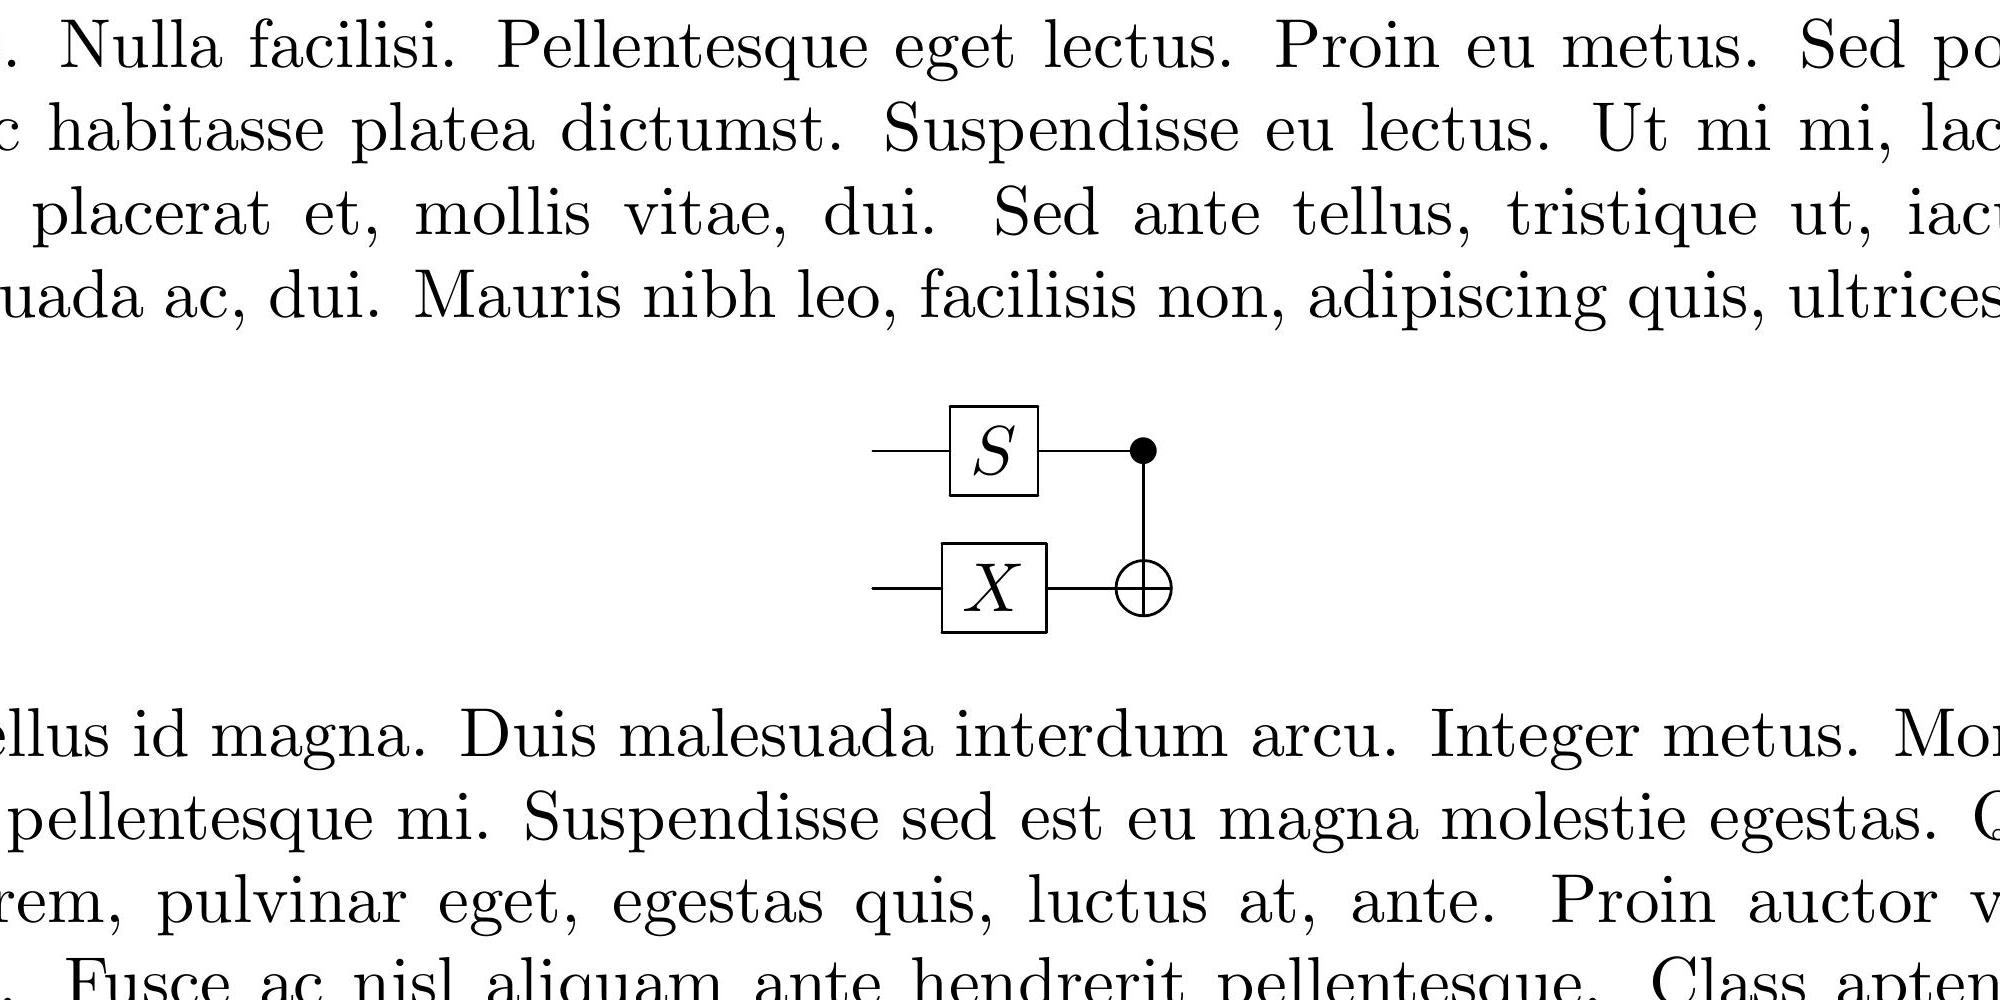 . Nulla facilisi. Pellentesque eget lectus. Proin eu metus. Sed po
c habitasse platea dictumst. Suspendisse eu lectus. Ut mi mi, lac
placerat et, mollis vitae, dui. Sed ante tellus, tristique ut, iacu
uada ac, dui. Mauris nibh leo, facilisis non, adipiscing quis, ultrices
S
X
ellus id magna. Duis malesuada interdum arcu. Integer metus. Mor
pellentesque mi. Suspendisse sed est eu magna molestie egestas. Q
rem, pulvinar eget, egestas quis, luctus at, ante. Proin auctor v
. Fusce ac nisl aliquam ante hendrerit pellentesque. Class apten